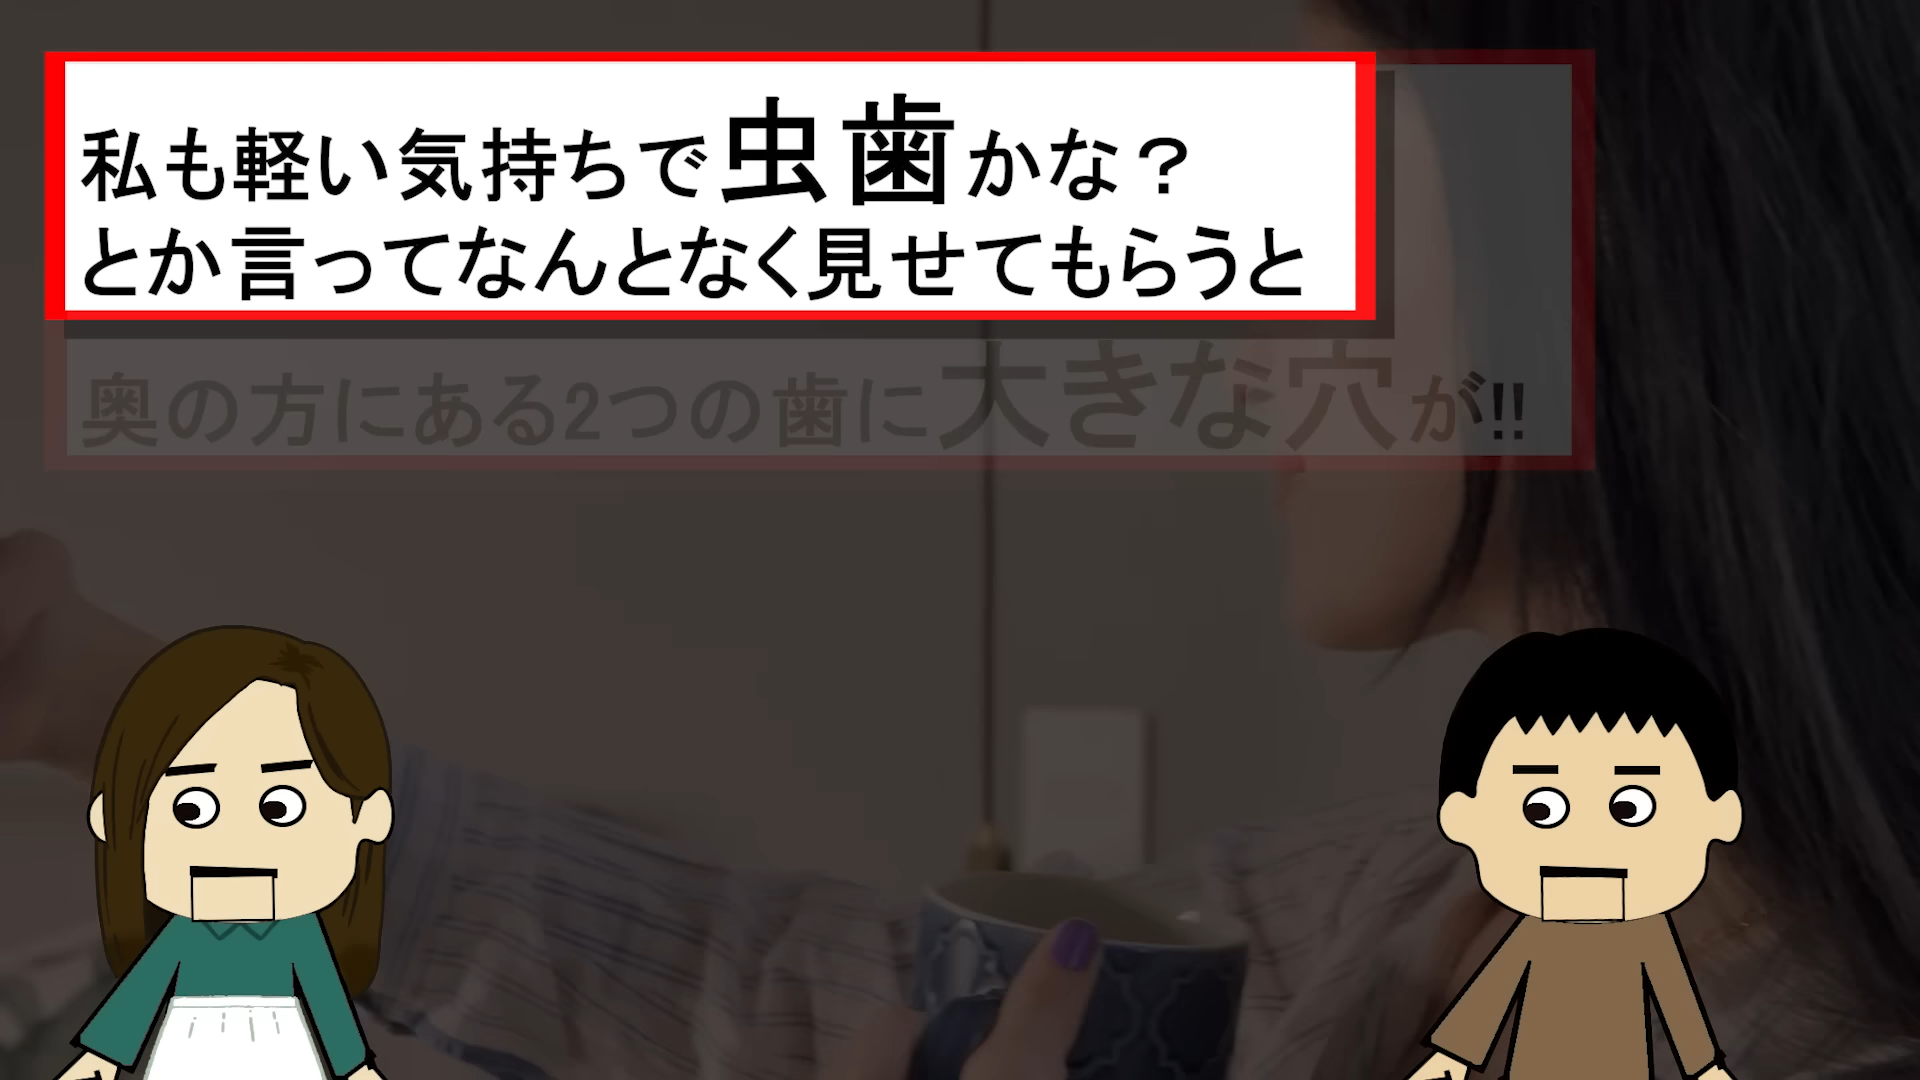 私も軽い気持ちで虫歯かな？
とか言ってなんとなく見せてもらうと
奥の方にある2つの歯に大きな穴が!!